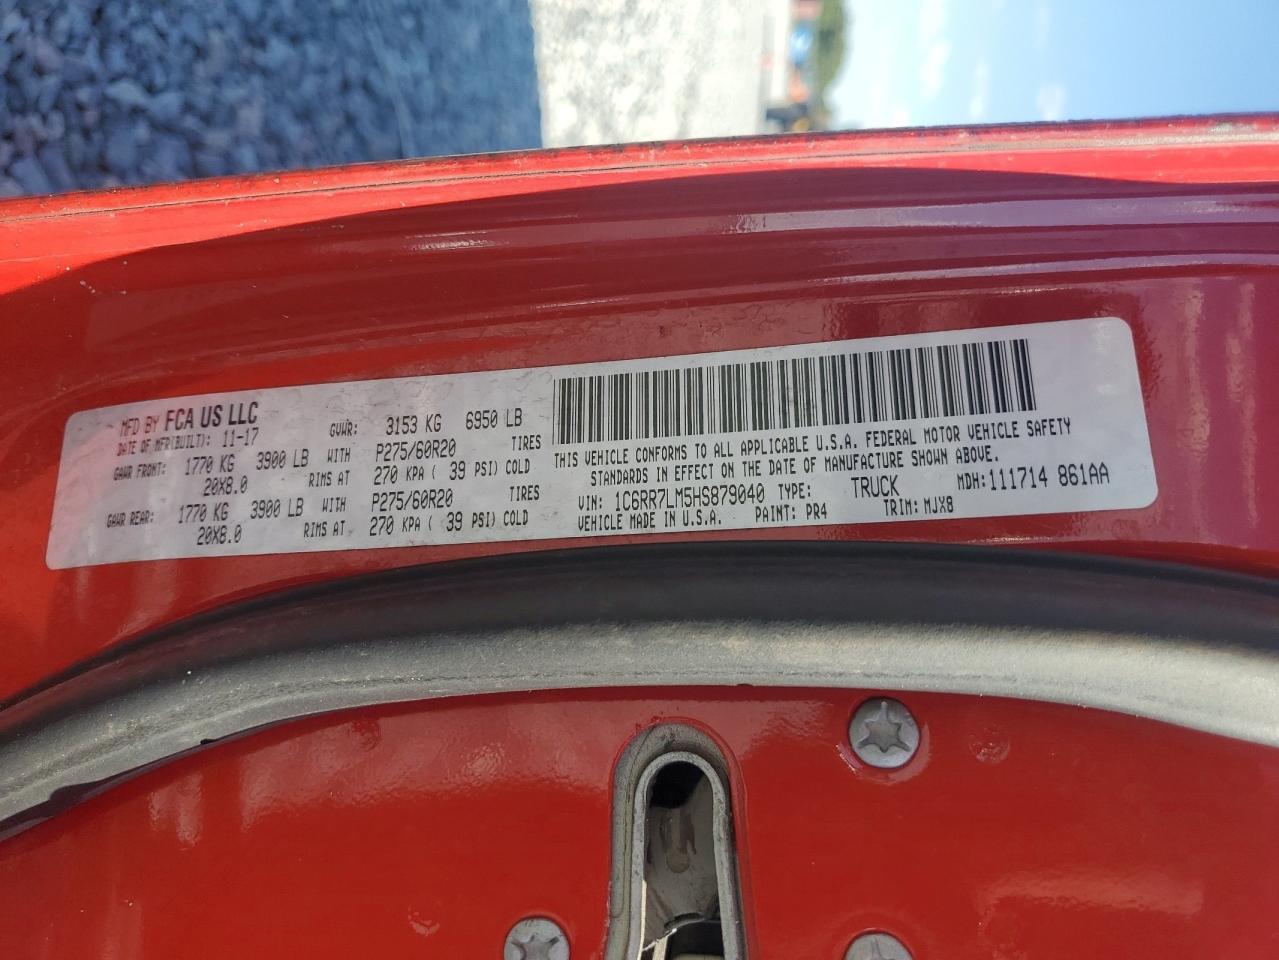 MFD BY FCA US LLC
DATE OF MFR(BUILT): 11-17 GVWR: 3153 KG 6950 LB
GAWR FRONT: 1770 KG 3900 LB WITH P275/60R20 TIRES
20X8.0 RIMS AT 270 KPA ( 39 PSI) COLD
GAWR REAR: 1770 KG 3900 LB WITH P275/60R20 TIRES
20X8.0 RIMS AT 270 KPA ( 39 PSI) COLD
THIS VEHICLE CONFORMS TO ALL APPLICABLE U.S.A. FEDERAL MOTOR VEHICLE SAFETY
STANDARDS IN EFFECT ON THE DATE OF MANUFACTURE SHOWN ABOVE.
VIN: 1C6RR7LM5HS879040 TYPE: TRUCK MDH: 111714 861AA
VEHICLE MADE IN U.S.A. PAINT: PR4 TRIM: MJX8